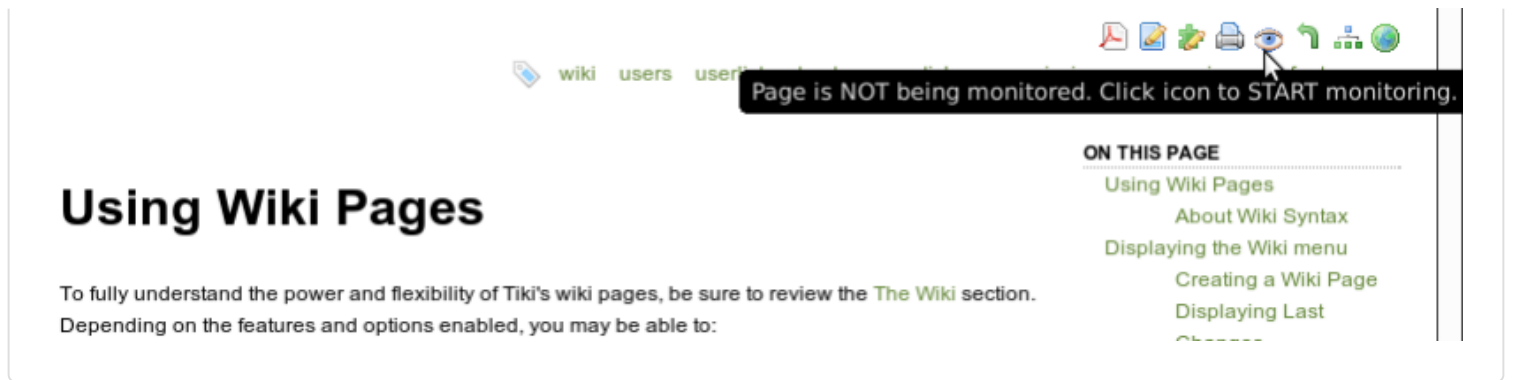 wiki users
Page is NOT being monitored. Click icon to START monitoring.
ON THIS PAGE
Using Wiki Pages
About Wiki Syntax
Displaying the Wiki menu
Creating a Wiki Page
Displaying Last
Using Wiki Pages
To fully understand the power and flexibility of Tiki's wiki pages, be sure to review the The Wiki section.
Depending on the features and options enabled, you may be able to: